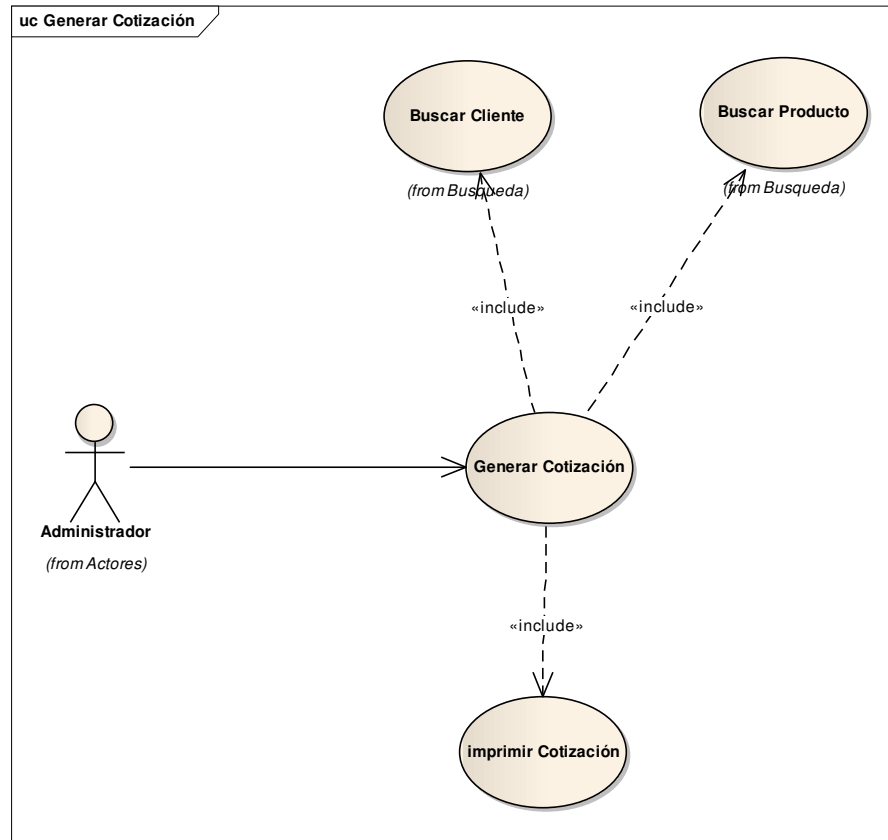 uc Generar Cotización
Buscar Cliente
(from Busqueda)
Buscar Producto
(from Busqueda)
«include»
«include»
Generar Cotización
Administrador
(from Actores)
«include»
imprimir Cotización